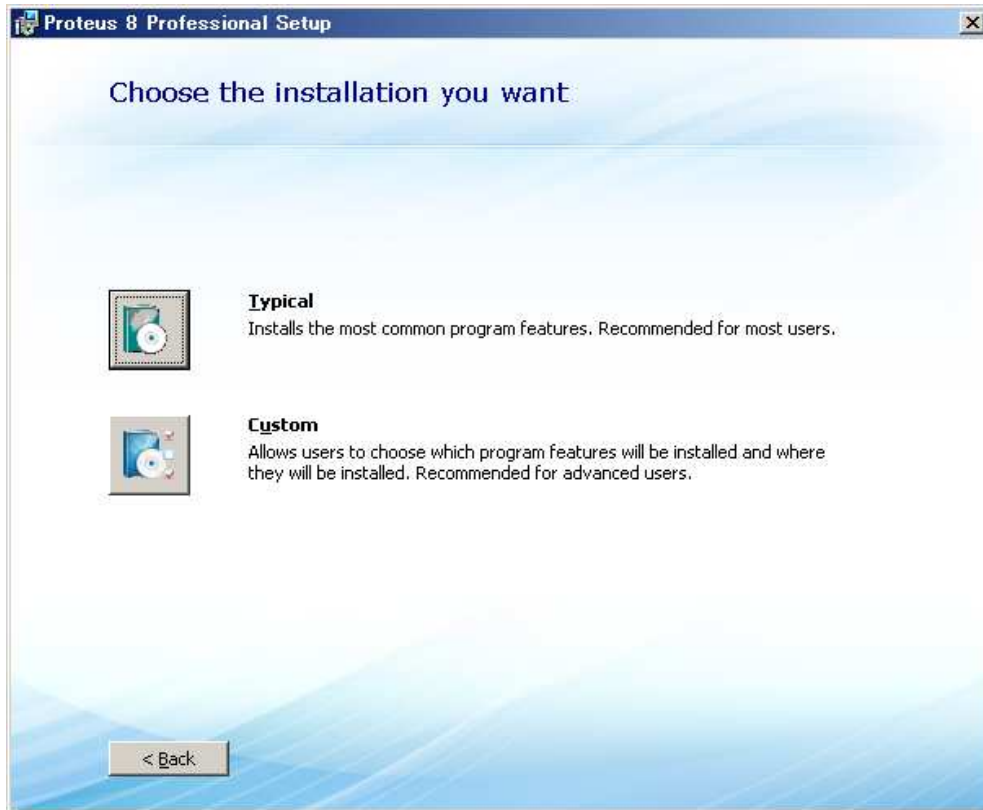 Proteus 8 Professional Setup
Choose the installation you want
Typical
Installs the most common program features. Recommended for most users.
Custom
Allows users to choose which program features will be installed and where
they will be installed. Recommended for advanced users.
< Back